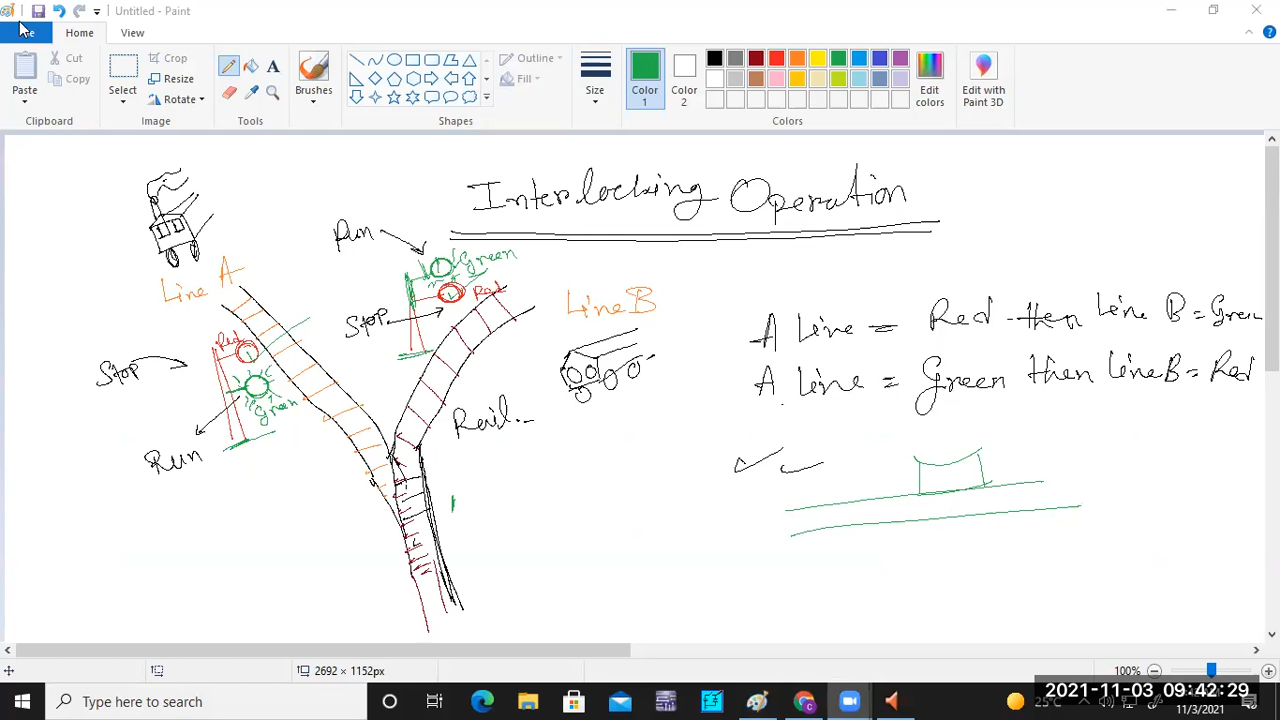 Untitled - Paint
Home
View
Paste
Cut
Copy
Clipboard
Select
Crop
Resize
Rotate
Image
Tools
Brushes
Outline
Fill
Shapes
Size
Color 1
Color 2
Edit colors
Edit with Paint 3D
Colors
Interlocking Operation
Run
Green
Red
Stop
Line A
Line B
Red
Stop
Green
Run
Rail.
A Line = Red then Line B = Green
A Line = Green then Line B = Red
2692 × 1152px
100%
Type here to search
25°C
2021-11-03 09:42:29
11/3/2021